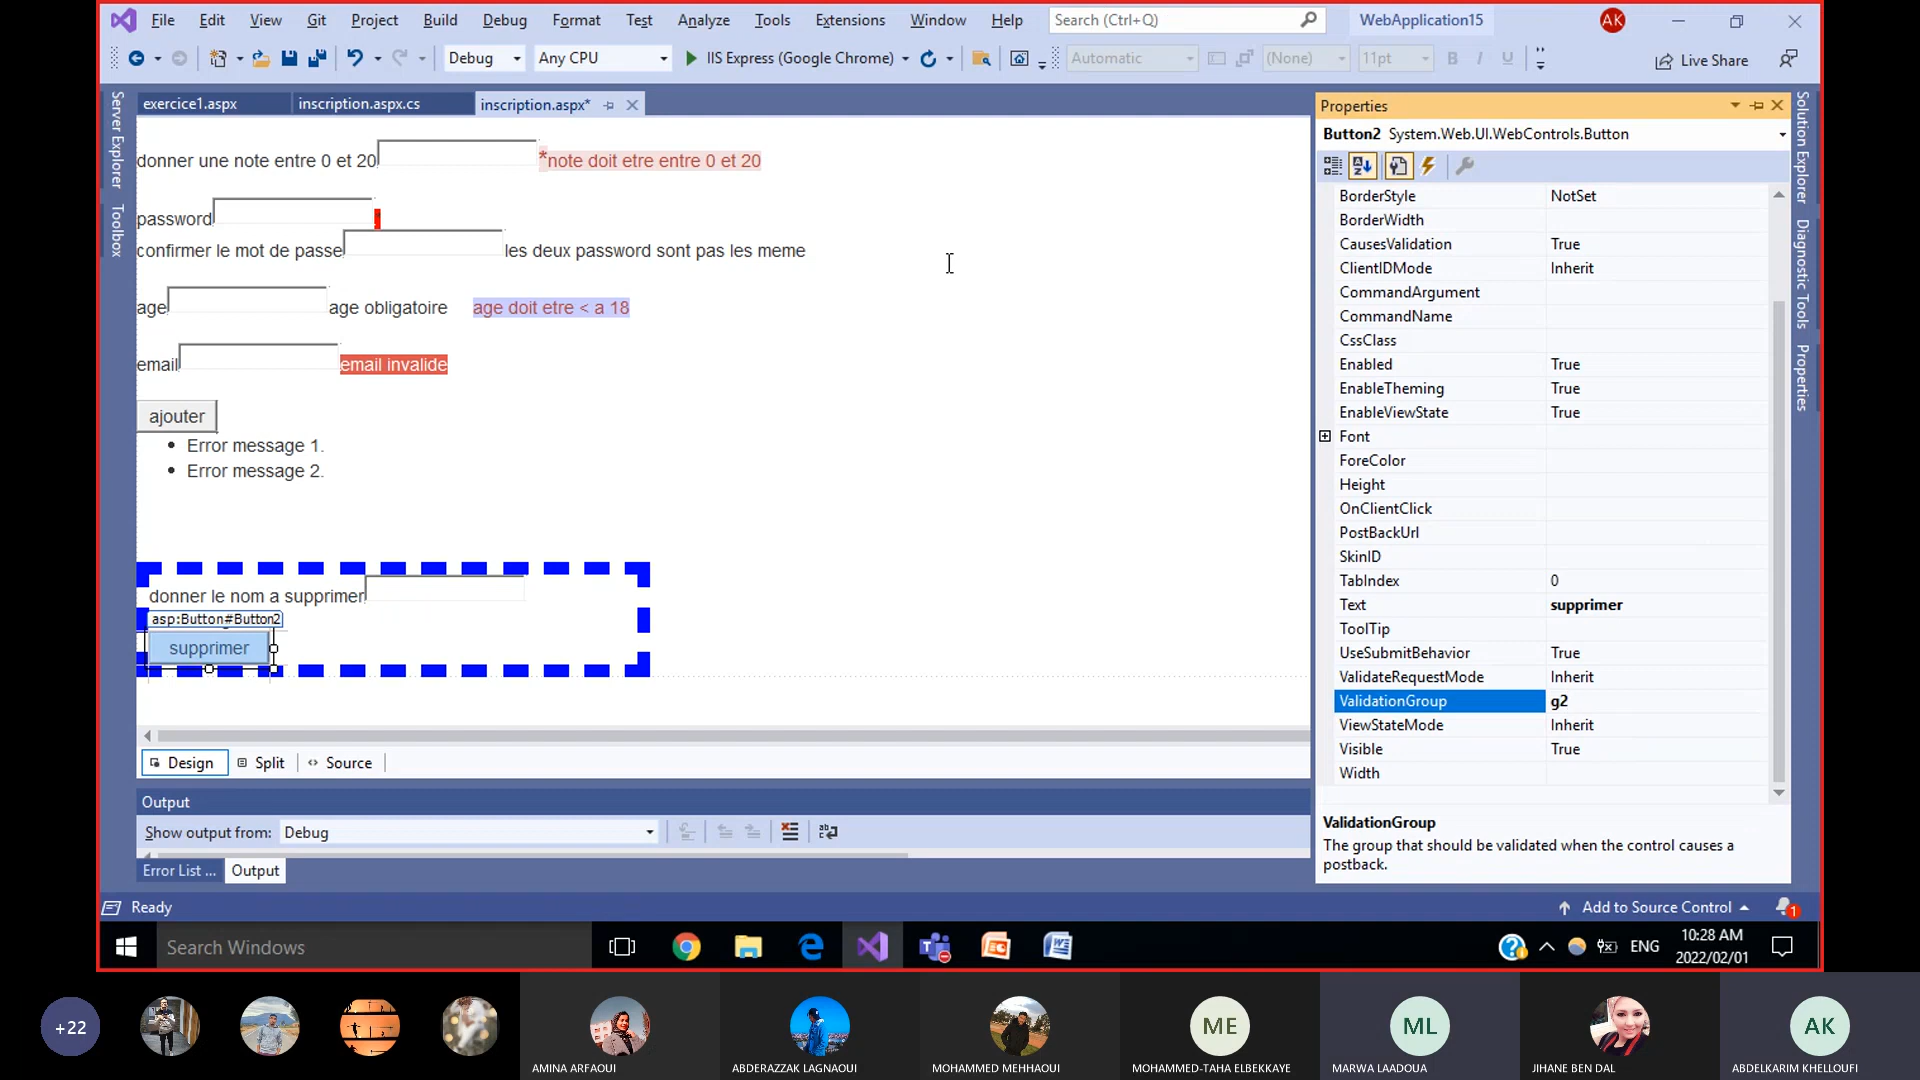 File Edit View Git Project Build Debug Format Test Analyze Tools Extensions Window Help Search (Ctrl+Q) WebApplication15 AK
Debug Any CPU IIS Express (Google Chrome) Automatic (None) 11pt B I U Live Share
Server Explorer
Toolbox
exercice1.aspx inscription.aspx.cs inscription.aspx*
donner une note entre 0 et 20 *note doit etre entre 0 et 20
password
confirmer le mot de passe les deux password sont pas les meme
age age obligatoire age doit etre < a 18
email email invalide
ajouter
Error message 1.
Error message 2.
donner le nom a supprimer
asp:Button#Button2
supprimer
Design Split Source
Output
Show output from: Debug
Error List ... Output
Properties
Button2 System.Web.UI.WebControls.Button
BorderStyle NotSet
BorderWidth
CausesValidation True
ClientIDMode Inherit
CommandArgument
CommandName
CssClass
Enabled True
EnableTheming True
EnableViewState True
Font
ForeColor
Height
OnClientClick
PostBackUrl
SkinID
TabIndex 0
Text supprimer
ToolTip
UseSubmitBehavior True
ValidateRequestMode Inherit
ValidationGroup g2
ViewStateMode Inherit
Visible True
Width
ValidationGroup
The group that should be validated when the control causes a
postback.
Solution Explorer
Diagnostic Tools
Properties
Ready Add to Source Control 1
Search Windows ENG 10:28 AM
2022/02/01
+22 ME ML AK
AMINA ARFAOUI ABDERAZZAK LAGNAOUI MOHAMMED MEHHAOUI MOHAMMED-TAHA ELBEKKAYE MARWA LAADOUA JIHANE BEN DAL ABDELKARIM KHELLOUFI